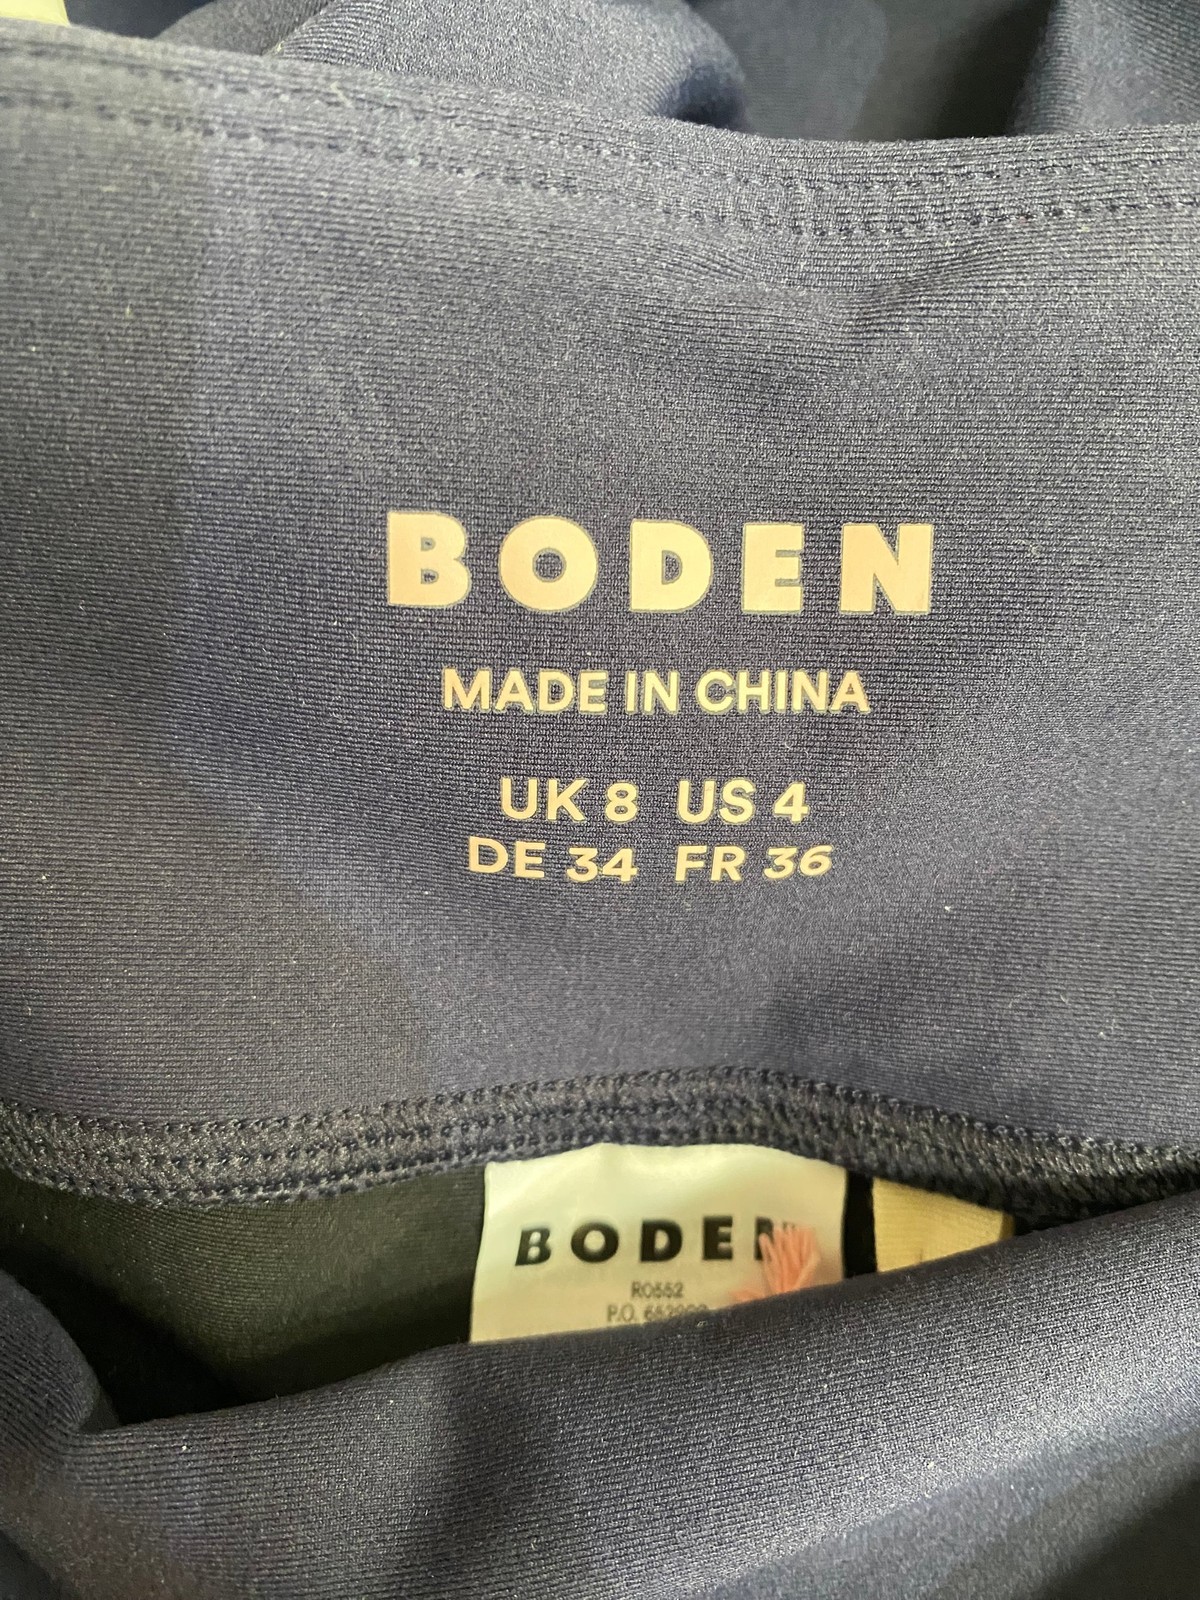 BODEN
MADE IN CHINA
UK 8 US 4
DE 34 FR 36
BODEN
R0552
P.O.